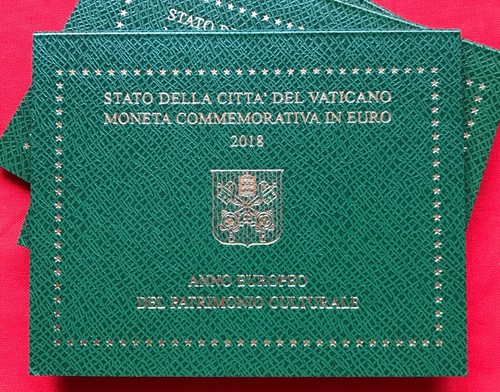 STATO DELLA CITTA' DEL VATICANO
MONETA COMMEMORATIVA IN EURO
2018
ANNO EUROPEO
DEL PATRIMONIO CULTURALE